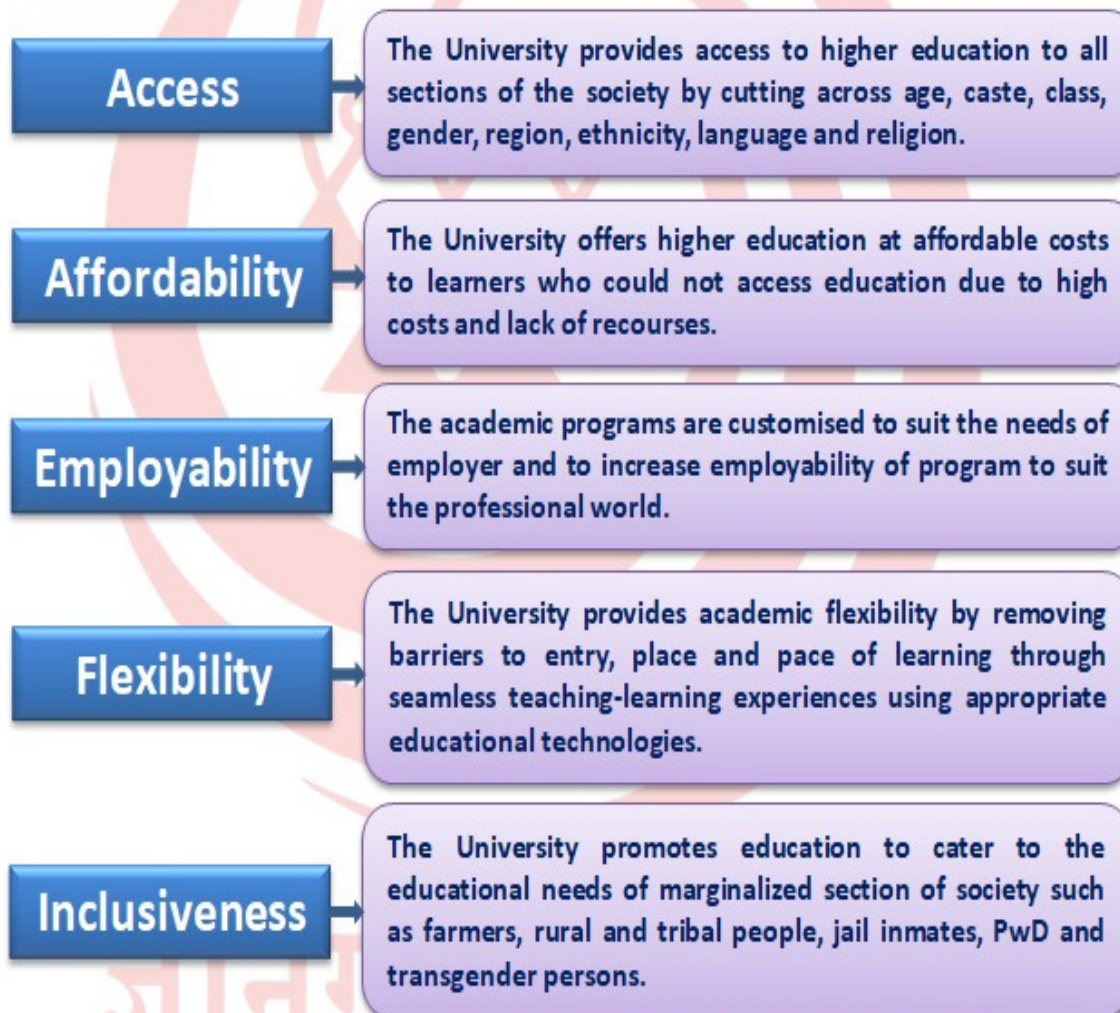 Access
The University provides access to higher education to all
sections of the society by cutting across age, caste, class,
gender, region, ethnicity, language and religion.
Affordability
The University offers higher education at affordable costs
to learners who could not access education due to high
costs and lack of recourses.
Employability
The academic programs are customised to suit the needs of
employer and to increase employability of program to suit
the professional world.
Flexibility
The University provides academic flexibility by removing
barriers to entry, place and pace of learning through
seamless teaching-learning experiences using appropriate
educational technologies.
Inclusiveness
The University promotes education to cater to the
educational needs of marginalized section of society such
as farmers, rural and tribal people, jail inmates, PwD and
transgender persons.